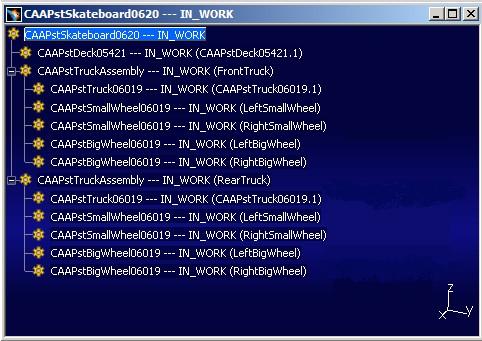 CAAPstSkateboard0620 --- IN_WORK
CAAPstSkateboard0620 --- IN_WORK
CAAPstDeck05421 --- IN_WORK (CAAPstDeck05421.1)
CAAPstTruckAssembly --- IN_WORK (FrontTruck)
CAAPstTruck06019 --- IN_WORK (CAAPstTruck06019.1)
CAAPstSmallWheel06019 --- IN_WORK (LeftSmallWheel)
CAAPstSmallWheel06019 --- IN_WORK (RightSmallWheel)
CAAPstBigWheel06019 --- IN_WORK (LeftBigWheel)
CAAPstBigWheel06019 --- IN_WORK (RightBigWheel)
CAAPstTruckAssembly --- IN_WORK (RearTruck)
CAAPstTruck06019 --- IN_WORK (CAAPstTruck06019.1)
CAAPstSmallWheel06019 --- IN_WORK (LeftSmallWheel)
CAAPstSmallWheel06019 --- IN_WORK (RightSmallWheel)
CAAPstBigWheel06019 --- IN_WORK (LeftBigWheel)
CAAPstBigWheel06019 --- IN_WORK (RightBigWheel)
z
x y